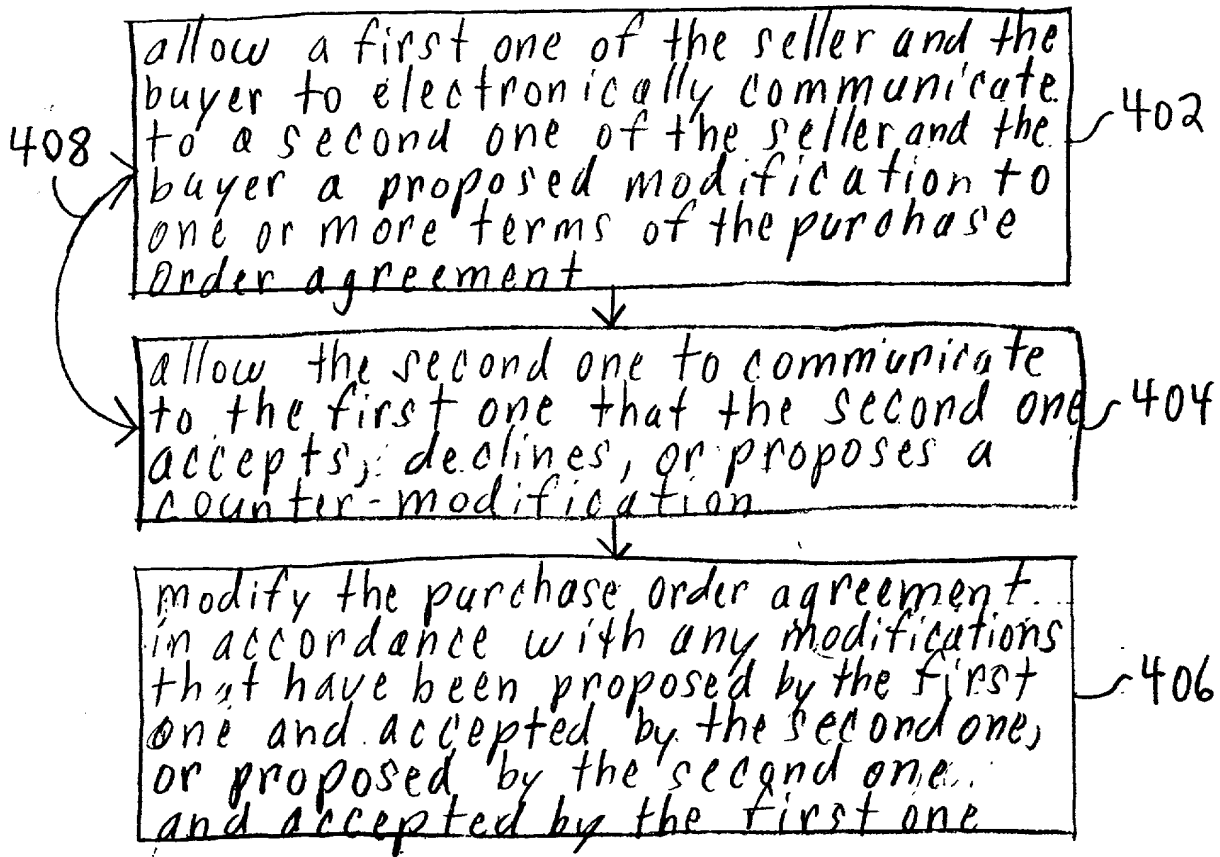 allow a first one of the seller and the
buyer to electronically communicate
to a second one of the seller and the
buyer a proposed modification to
one or more terms of the purchase
order agreement
402
408
allow the second one to communicate
to the first one that the second one
accepts, declines, or proposes a
counter-modification
404
modify the purchase order agreement
in accordance with any modifications
that have been proposed by the first
one and accepted by the second one,
or proposed by the second one
and accepted by the first one
406